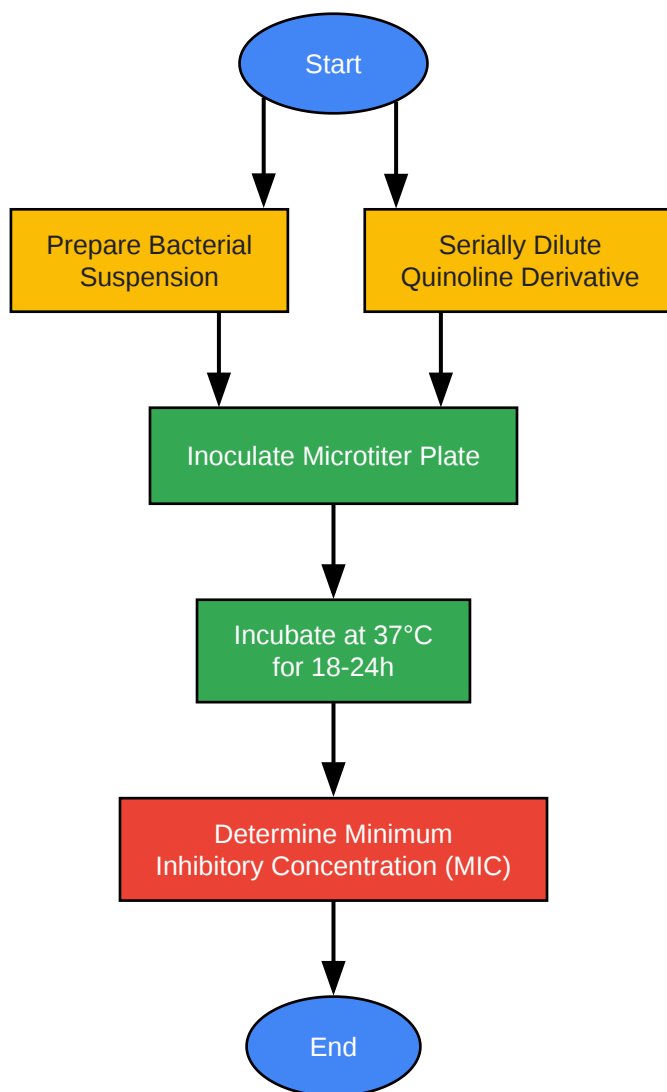 Start
Prepare Bacterial
Suspension
Serially Dilute
Quinoline Derivative
Inoculate Microtiter Plate
Incubate at 37°C
for 18-24h
Determine Minimum
Inhibitory Concentration (MIC)
End